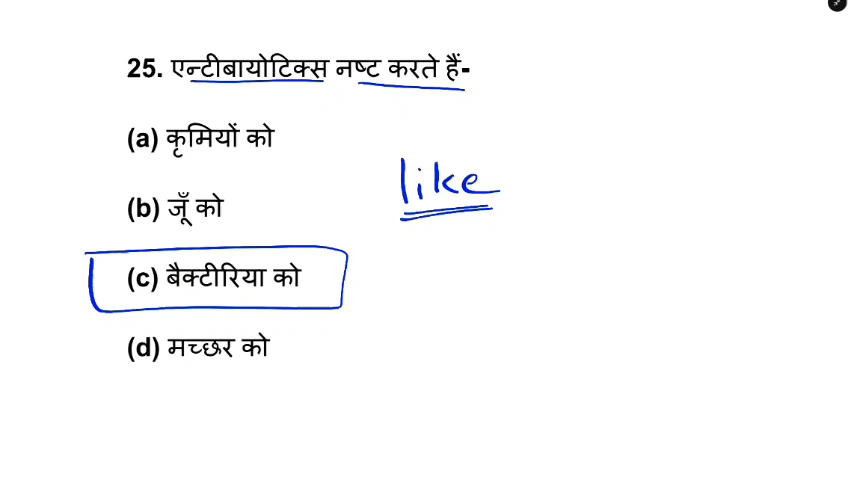 25. एन्टीबायोटिक्स नष्ट करते हैं-
(a) कृमियों को
like
(b) जूँ को
(c) बैक्टीरिया को
(d) मच्छर को